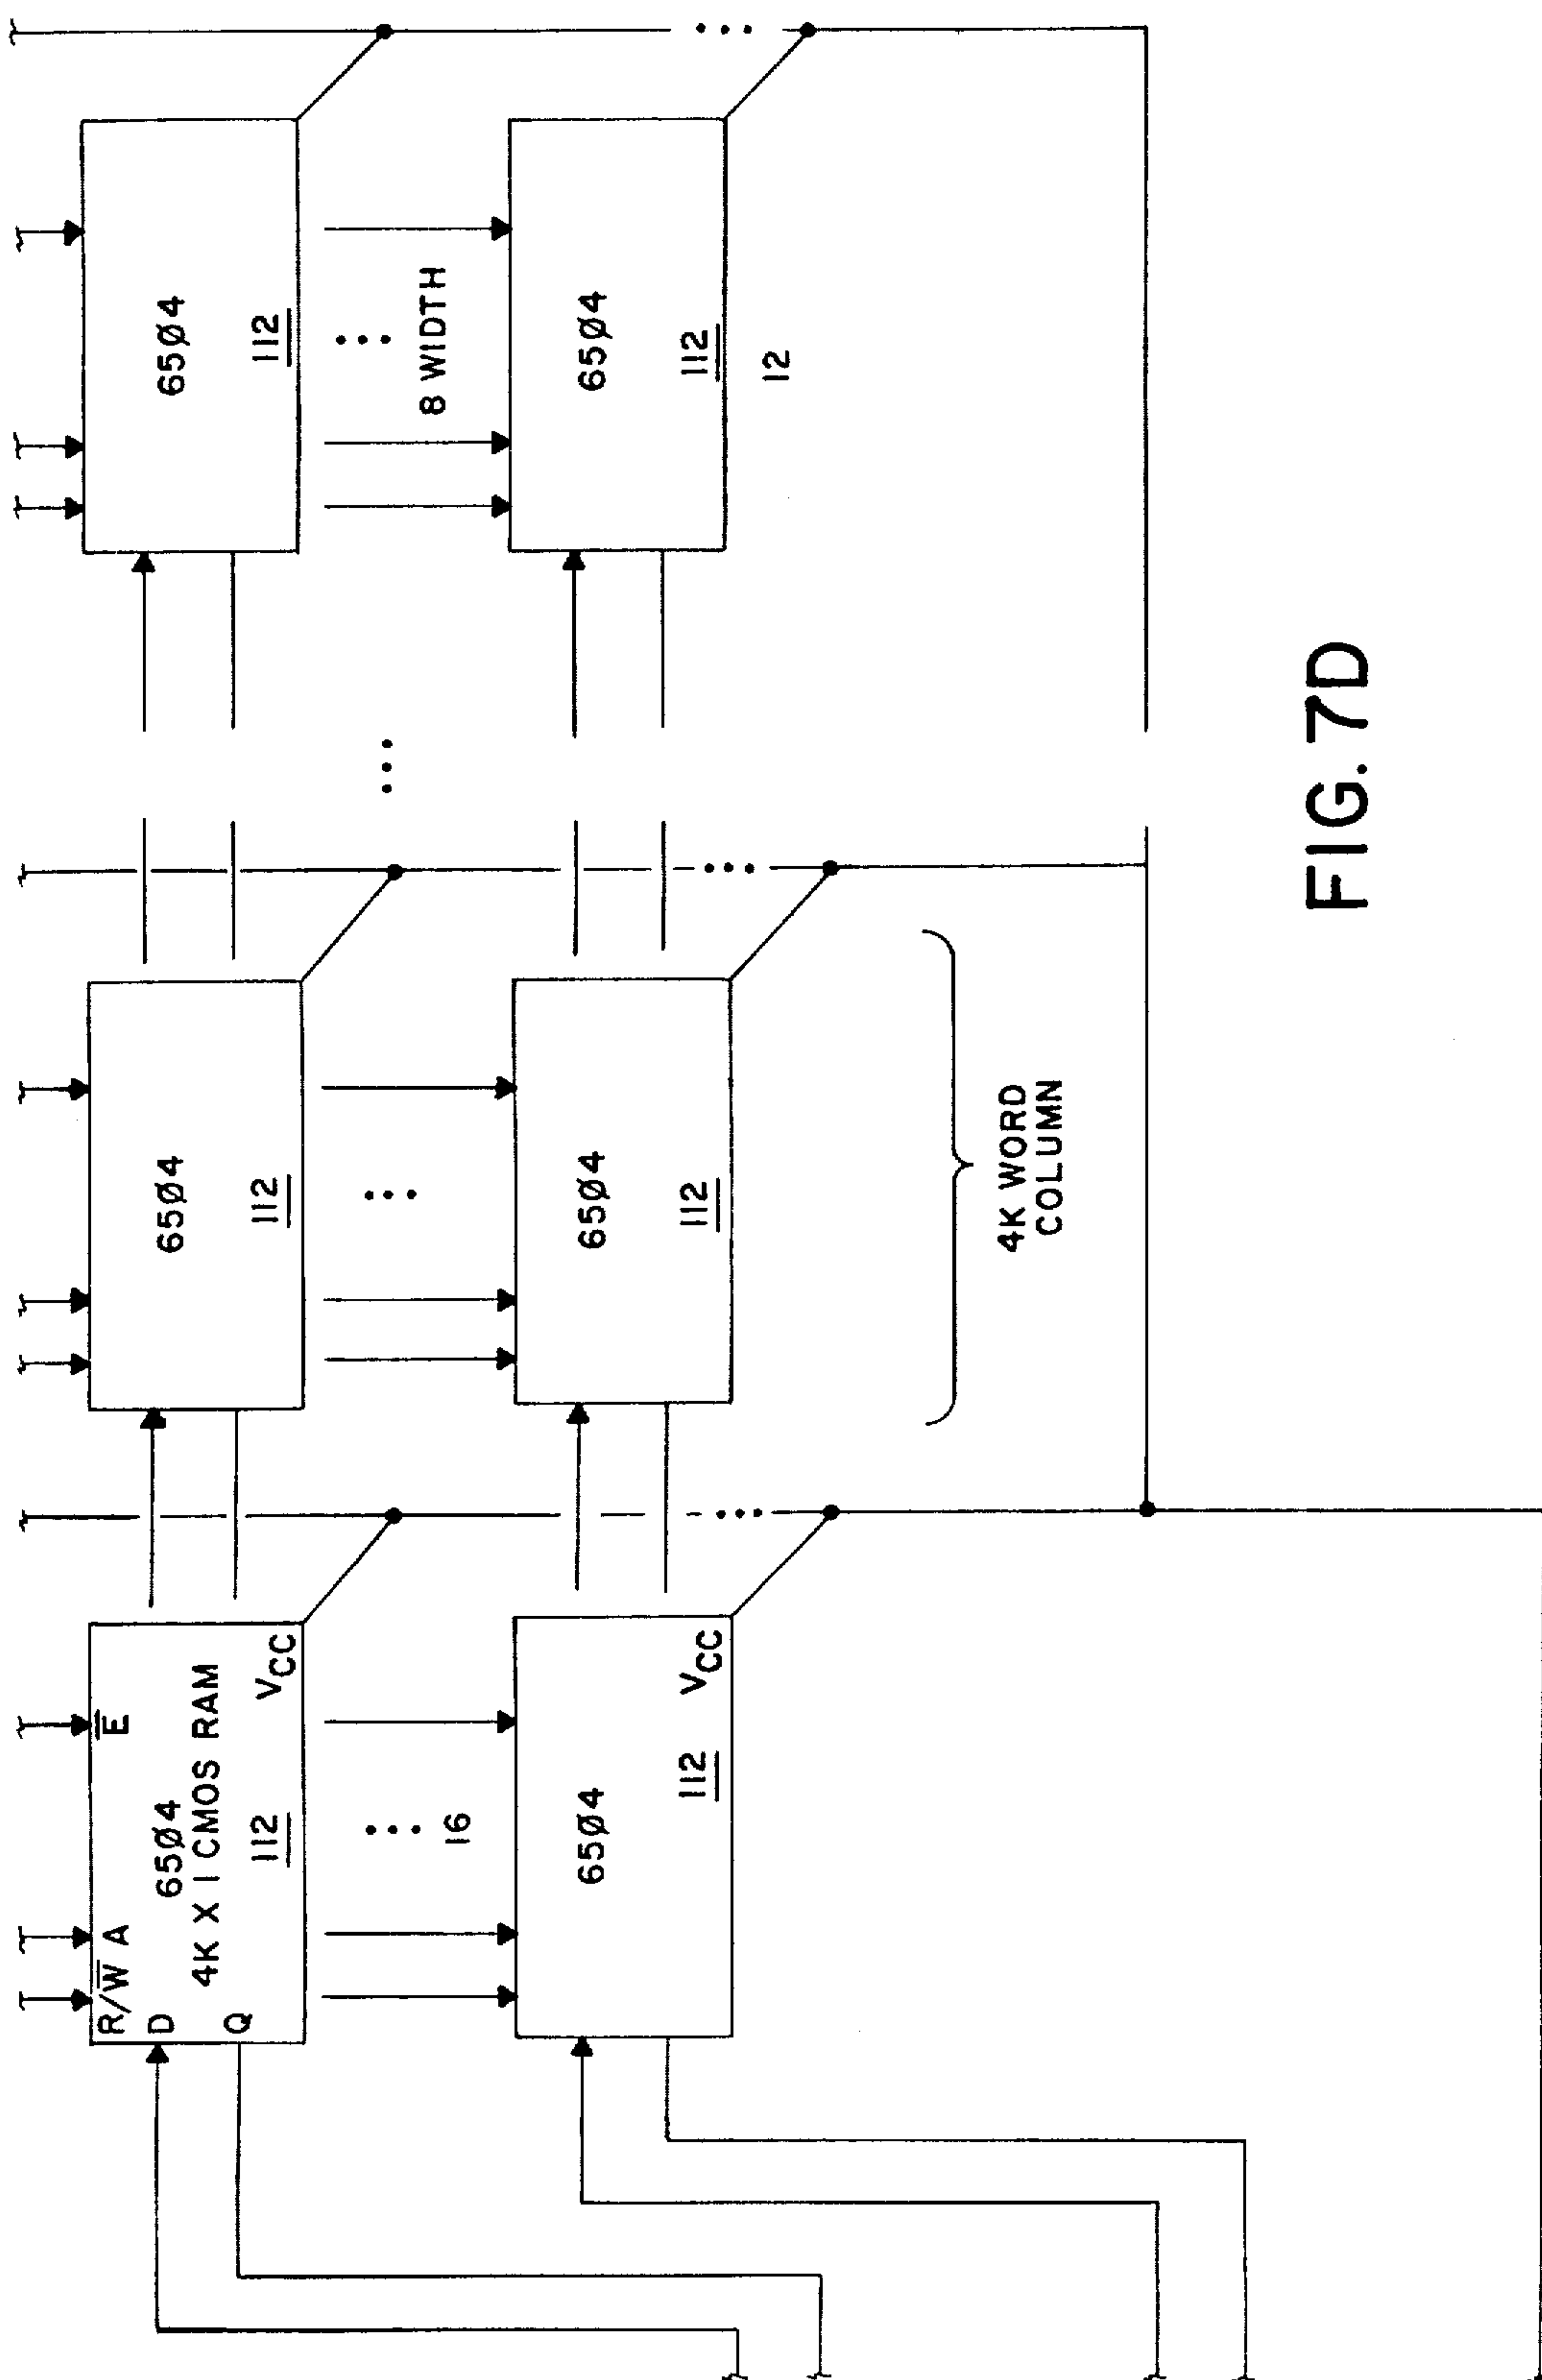 R/W A E
D
Q
65Ø4
4K X 1 CMOS RAM
112
VCC
65Ø4
112
65Ø4
112
16
8 WIDTH
65Ø4
112
VCC
65Ø4
112
65Ø4
112
12
4K WORD
COLUMN
FIG. 7D